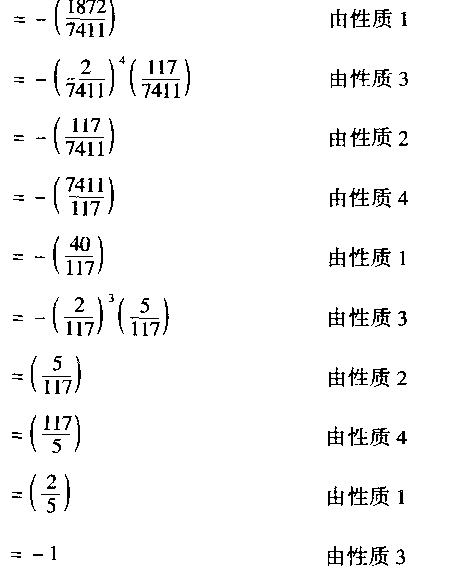 = - (1872/7411) 由性质 1
= - (2/7411)^4 (117/7411) 由性质 3
= - (117/7411) 由性质 2
= - (7411/117) 由性质 4
= - (40/117) 由性质 1
= - (2/117)^3 (5/117) 由性质 3
= (5/117) 由性质 2
= (117/5) 由性质 4
= (2/5) 由性质 1
= - 1 由性质 3